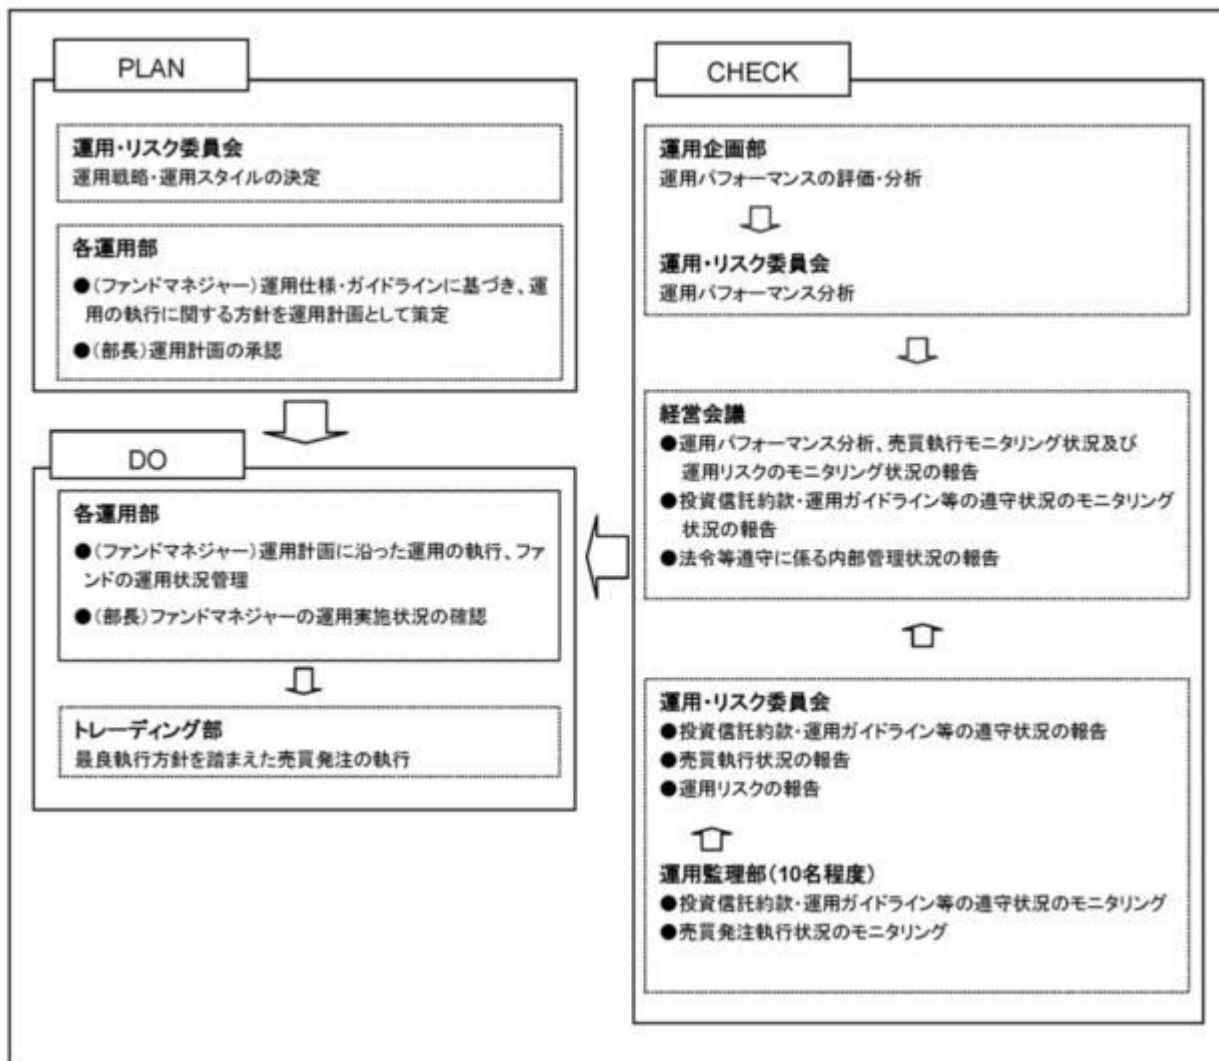 PLAN
運用・リスク委員会
運用戦略・運用スタイルの決定
各運用部
●(ファンドマネジャー)運用仕様・ガイドラインに基づき、運
用の執行に関する方針を運用計画として策定
●(部長)運用計画の承認
DO
各運用部
●(ファンドマネジャー)運用計画に沿った運用の執行、ファ
ンドの運用状況管理
●(部長)ファンドマネジャーの運用実施状況の確認
トレーディング部
最良執行方針を踏まえた売買発注の執行
CHECK
運用企画部
運用パフォーマンスの評価・分析
運用・リスク委員会
運用パフォーマンス分析
経営会議
●運用パフォーマンス分析、売買執行モニタリング状況及び
運用リスクのモニタリング状況の報告
●投資信託約款・運用ガイドライン等の遵守状況のモニタリング
状況の報告
●法令等遵守に係る内部管理状況の報告
運用・リスク委員会
●投資信託約款・運用ガイドライン等の遵守状況の報告
●売買執行状況の報告
●運用リスクの報告
運用監理部(10名程度)
●投資信託約款・運用ガイドライン等の遵守状況のモニタリング
●売買発注執行状況のモニタリング